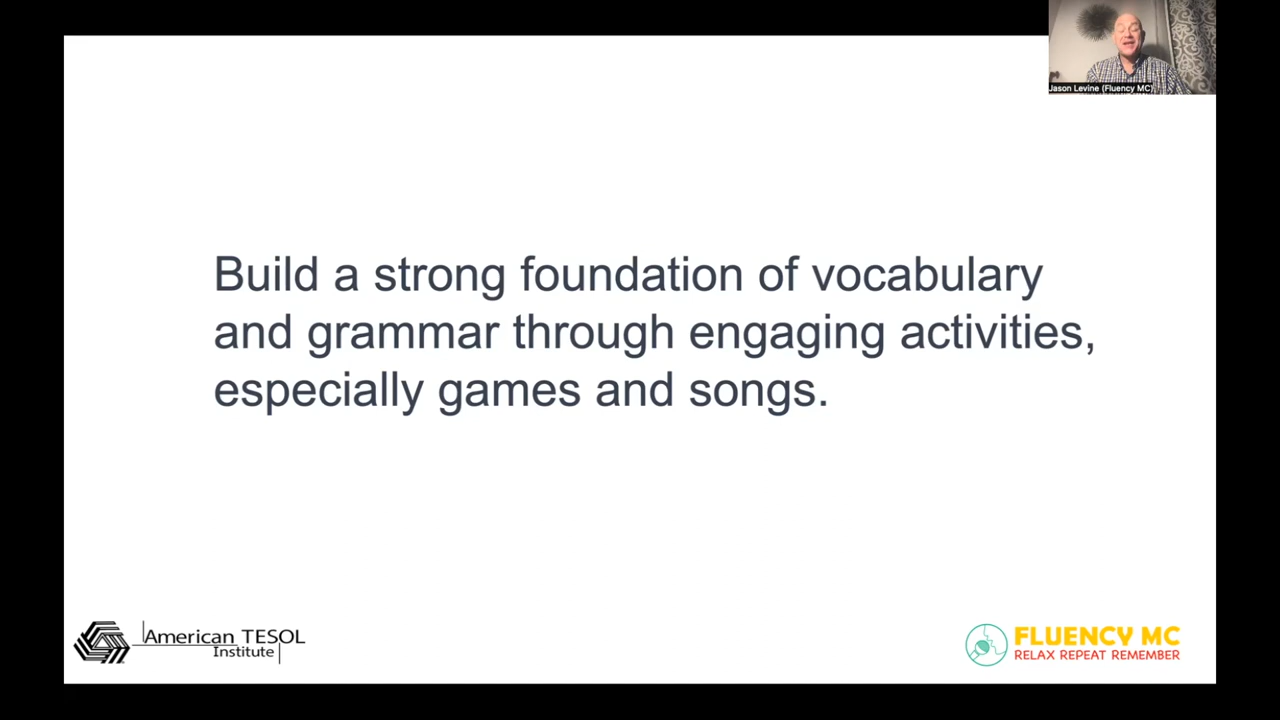 Jason Levine (Fluency MC)
Build a strong foundation of vocabulary
and grammar through engaging activities,
especially games and songs.
American TESOL
Institute
FLUENCY MC
RELAX REPEAT REMEMBER